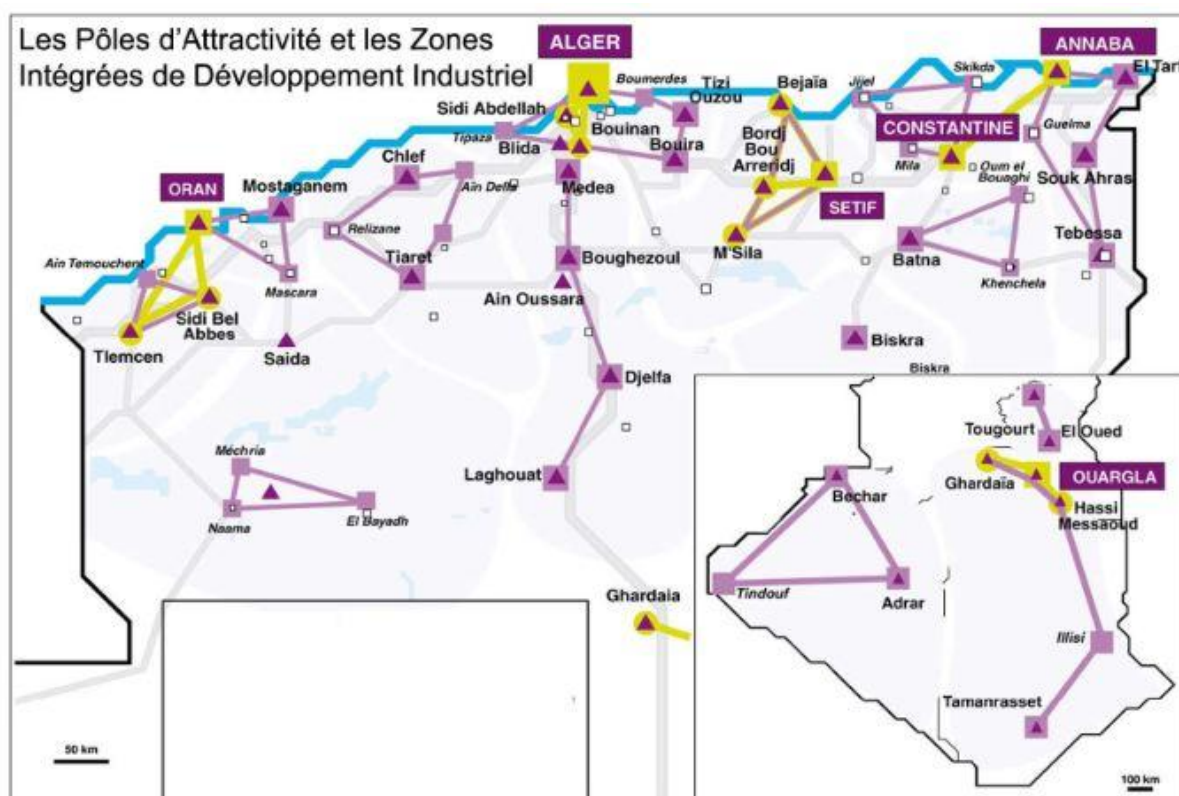 Les Pôles d'Attractivité et les Zones
Intégrées de Développement Industriel
ALGER
ANNABA
El Tarf
Skikda
Jijel
Bejaïa
Tizi
Ouzou
Boumerdes
Sidi Abdellah
Bouinan
Tipaza
Blida
Bouira
Bordj
Bou
Arreridj
CONSTANTINE
Guelma
Mila
Oum el
Bouaghi
Souk Ahras
Chlef
Aïn Defla
Medea
SETIF
ORAN
Mostaganem
Relizane
Tiaret
Boughezoul
M'Sila
Batna
Tebessa
Khenchela
Ain Temouchent
Mascara
Ain Oussara
Sidi Bel
Abbes
Tlemcen
Saida
Biskra
Djelfa
Biskra
Méchria
Laghouat
Naama
El Bayadh
Ghardaia
Tougourt
El Oued
Ghardaïa
OUARGLA
Hassi
Messaoud
Bechar
Tindouf
Adrar
Illisi
Tamanrasset
50 km
100 km